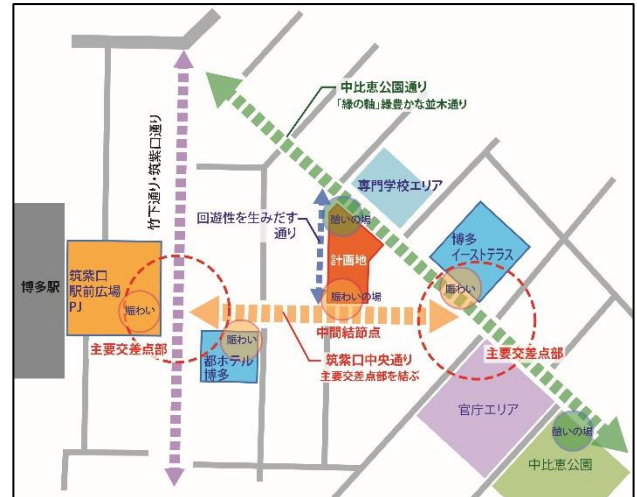 中比恵公園通り
「緑の軸」緑豊かな並木通り
竹下通り・筑紫口通り
専門学校エリア
回遊性を生みだす
通り
憩いの場
計画地
賑わいの場
博多
イーストテラス
賑わい
博多駅
筑紫口
駅前広場
PJ
賑わい
主要交差点部
都ホテル
博多
賑わい
中間結節点
筑紫口中央通り
主要交差点部を結ぶ
主要交差点部
官庁エリア
憩いの場
中比恵公園